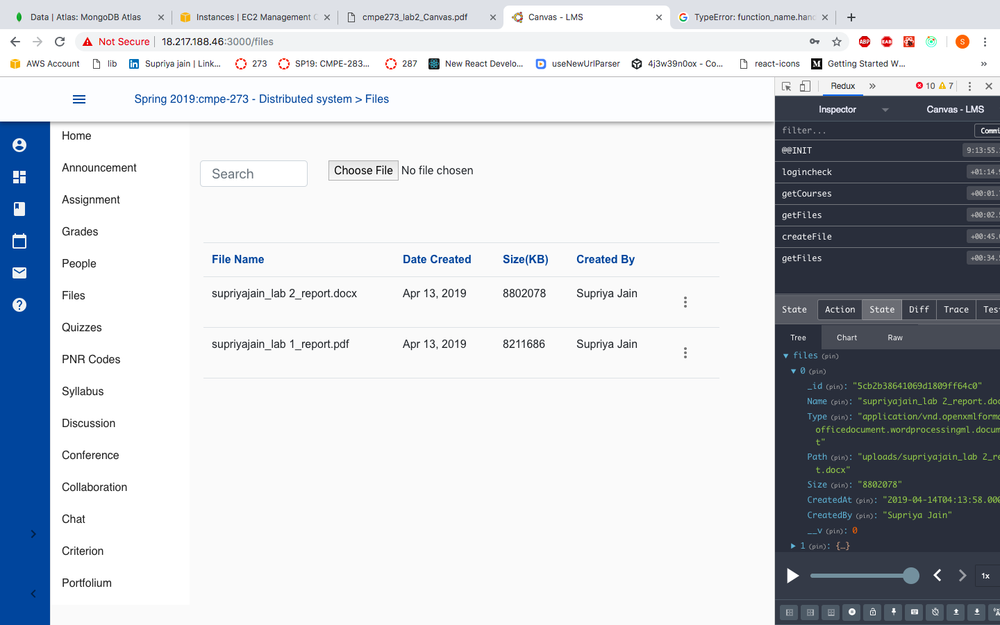 Data | Atlas: MongoDB Atlas
Instances | EC2 Management C
cmpe273_lab2_Canvas.pdf
Canvas - LMS
TypeError: function_name.hand
Not Secure
18.217.188.46:3000/files
ABP
EAB
S
AWS Account
lib
Supriya jain | Link...
273
SP19: CMPE-283...
287
New React Develo...
useNewUrlParser
4j3w39n0ox - Co...
react-icons
Getting Started W...
»
Spring 2019:cmpe-273 - Distributed system > Files
Home
Announcement
Assignment
Grades
People
Files
Quizzes
PNR Codes
Syllabus
Discussion
Conference
Collaboration
Chat
Criterion
Portfolium
Search
Choose File No file chosen
File Name Date Created Size(KB) Created By
supriyajain_lab 2_report.docx Apr 13, 2019 8802078 Supriya Jain
supriyajain_lab 1_report.pdf Apr 13, 2019 8211686 Supriya Jain
Redux » 10 7
Inspector Canvas - LMS
filter... Commi
@@INIT 9:13:55.
logincheck +01:14.
getCourses +00:01.
getFiles +00:02.
createFile +00:45.
getFiles +00:34.
State Action State Diff Trace Tes
Tree Chart Raw
files (pin)
0 (pin)
_id (pin): "5cb2b38641069d1809ff64c0"
Name (pin): "supriyajain_lab 2_report.doc
Type (pin): "application/vnd.openxmlforma
officedocument.wordprocessingml.docum
t"
Path (pin): "uploads/supriyajain_lab 2_re
t.docx"
Size (pin): "8802078"
CreatedAt (pin): "2019-04-14T04:13:58.000
CreatedBy (pin): "Supriya Jain"
__v (pin): 0
1 (pin): {…}
1x